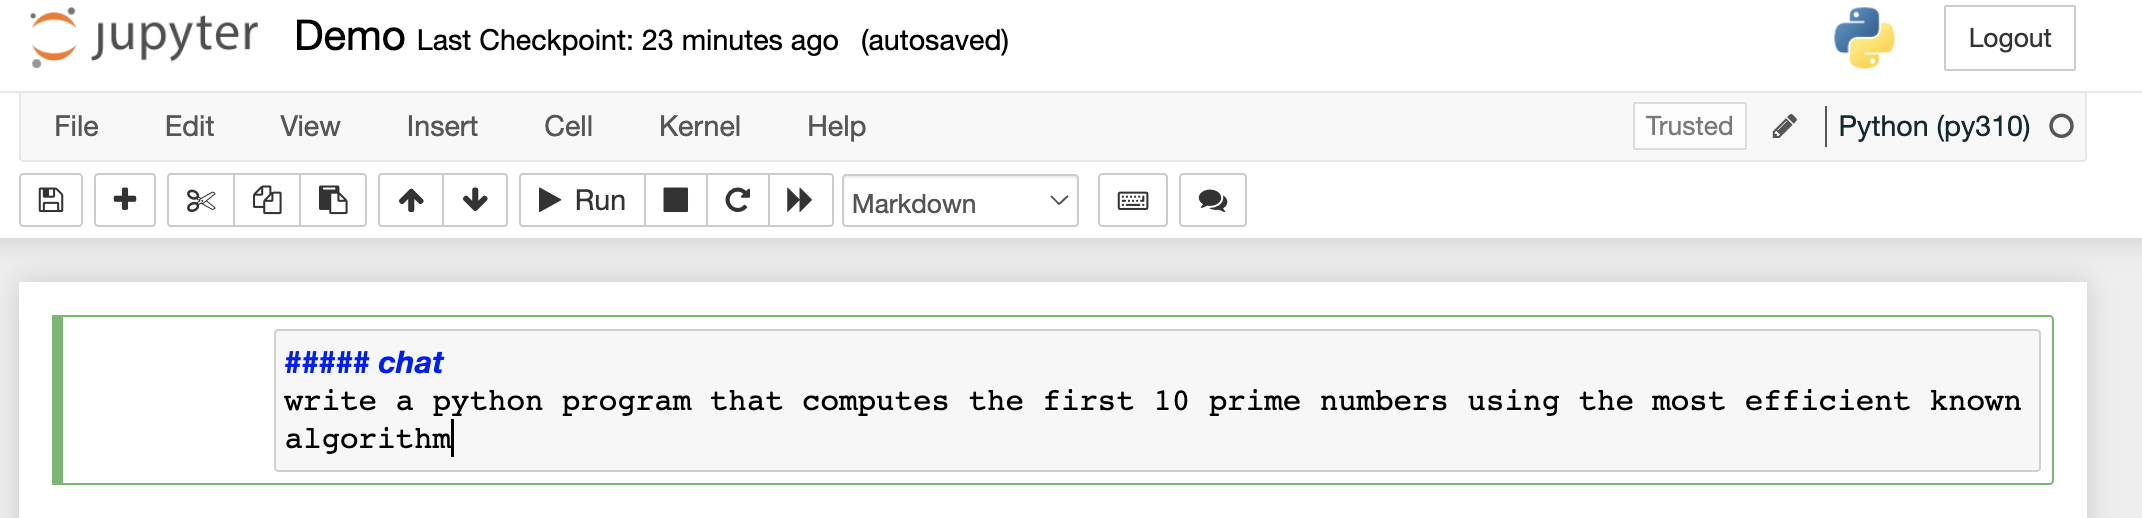 jupyter Demo Last Checkpoint: 23 minutes ago (autosaved) Logout
File Edit View Insert Cell Kernel Help Trusted Python (py310)
Run Markdown
##### chat
write a python program that computes the first 10 prime numbers using the most efficient known
algorithm